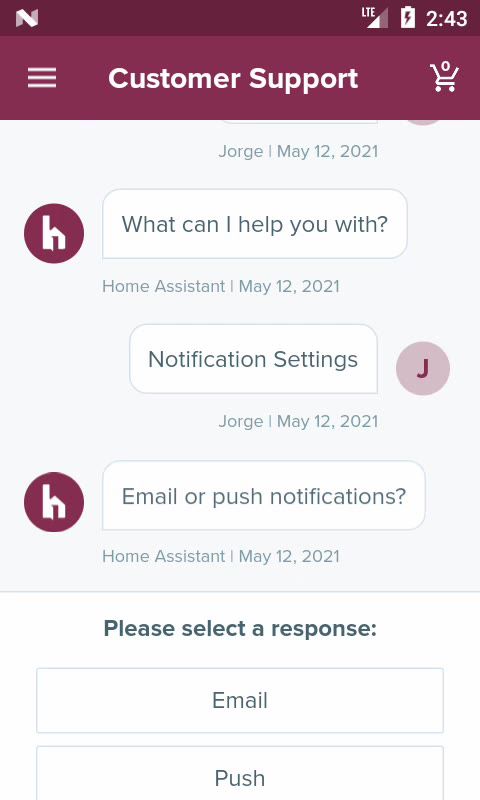 LTE 2:43
Customer Support
0
Jorge | May 12, 2021
What can I help you with?
Home Assistant | May 12, 2021
Notification Settings
J
Jorge | May 12, 2021
Email or push notifications?
Home Assistant | May 12, 2021
Please select a response:
Email
Push